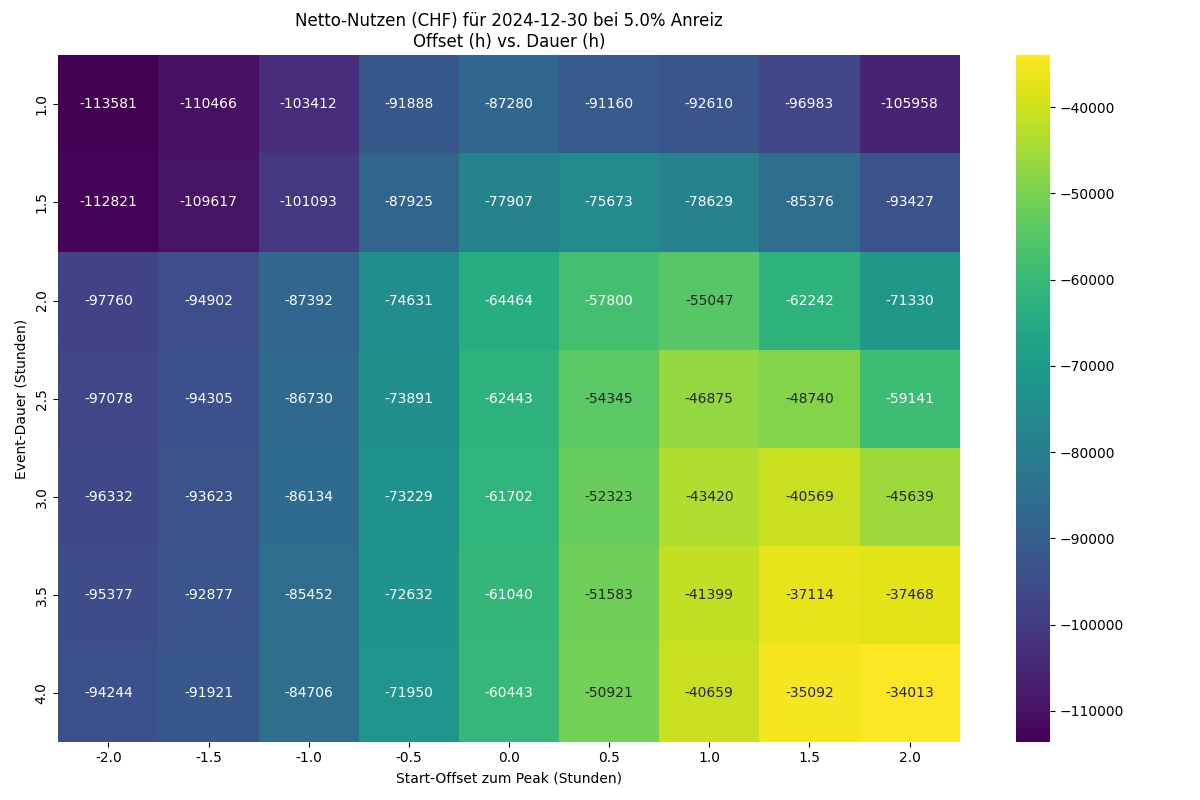 Netto-Nutzen (CHF) für 2024-12-30 bei 5.0% Anreiz
Offset (h) vs. Dauer (h)
Event-Dauer (Stunden)
1.0 -113581 -110466 -103412 -91888 -87280 -91160 -92610 -96983 -105958
1.5 -112821 -109617 -101093 -87925 -77907 -75673 -78629 -85376 -93427
2.0 -97760 -94902 -87392 -74631 -64464 -57800 -55047 -62242 -71330
2.5 -97078 -94305 -86730 -73891 -62443 -54345 -46875 -48740 -59141
3.0 -96332 -93623 -86134 -73229 -61702 -52323 -43420 -40569 -45639
3.5 -95377 -92877 -85452 -72632 -61040 -51583 -41399 -37114 -37468
4.0 -94244 -91921 -84706 -71950 -60443 -50921 -40659 -35092 -34013
-2.0 -1.5 -1.0 -0.5 0.0 0.5 1.0 1.5 2.0
Start-Offset zum Peak (Stunden)
−40000
−50000
−60000
−70000
−80000
−90000
−100000
−110000